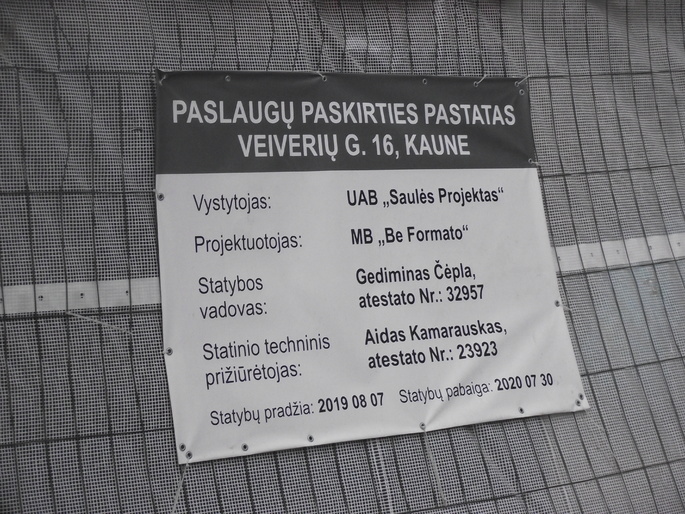 PASLAUGŲ PASKIRTIES PASTATAS
VEIVERIŲ G. 16, KAUNE
Vystytojas: UAB „Saulės Projektas“
Projektuotojas: MB „Be Formato“
Statybos vadovas: Gediminas Čėpla, atestato Nr.: 32957
Statinio techninis prižiūrėtojas: Aidas Kamarauskas, atestato Nr.: 23923
Statybų pradžia: 2019 08 07 Statybų pabaiga: 2020 07 30